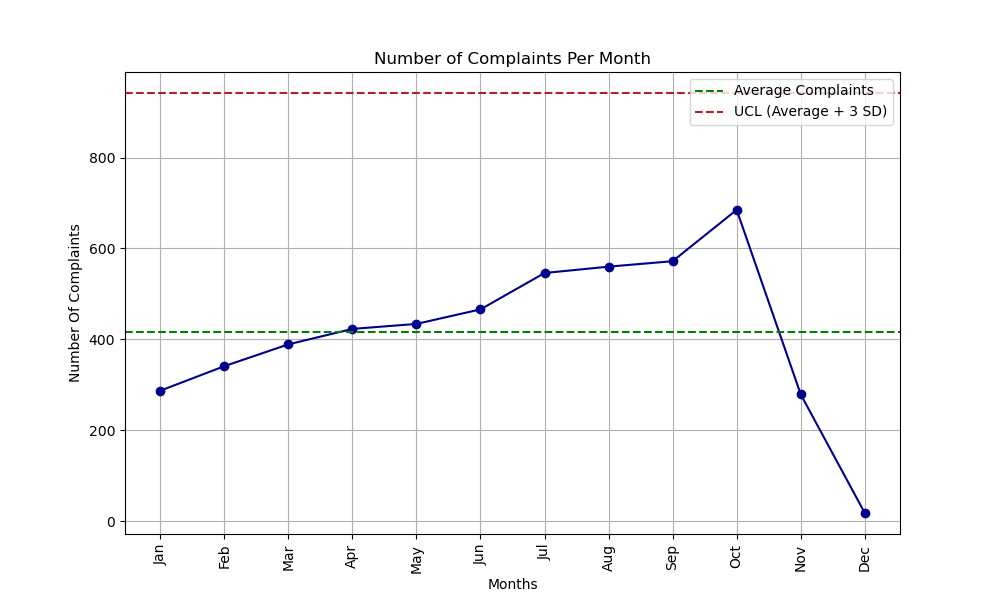 Number of Complaints Per Month
Average Complaints
UCL (Average + 3 SD)
Number Of Complaints
800
600
400
200
0
Jan
Feb
Mar
Apr
May
Jun
Jul
Aug
Sep
Oct
Nov
Dec
Months